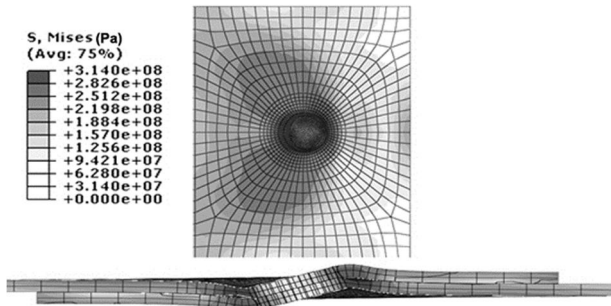 S, Mises(Pa)
(Avg: 75%)
+3.140e+08
+2.826e+08
+2.512e+08
+2.198e+08
+1.884e+08
+1.570e+08
+1.256e+08
+9.421e+07
+6.280e+07
+3.140e+07
+0.000e+00